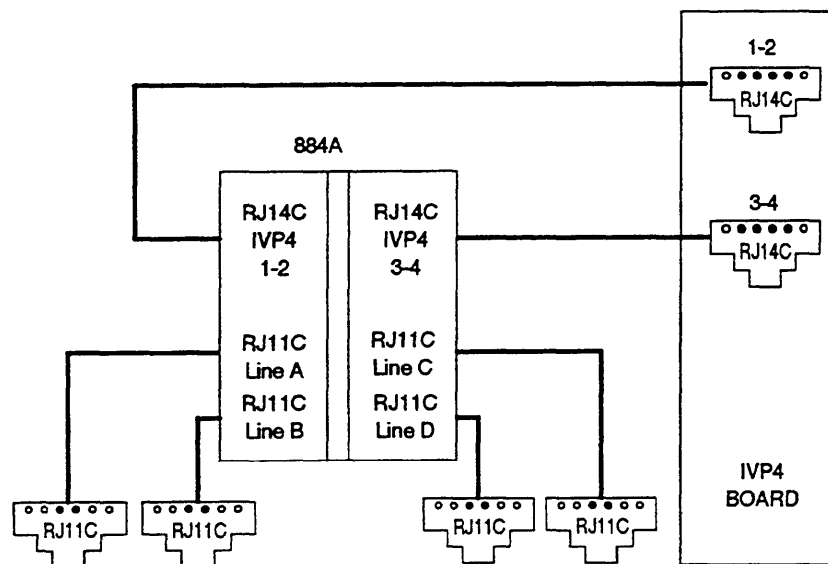 1-2
RJ14C
884A
3-4
RJ14C
RJ14C
IVP4
1-2
RJ14C
IVP4
3-4
RJ11C
Line A
RJ11C
Line B
RJ11C
Line C
RJ11C
Line D
IVP4
BOARD
RJ11C
RJ11C
RJ11C
RJ11C